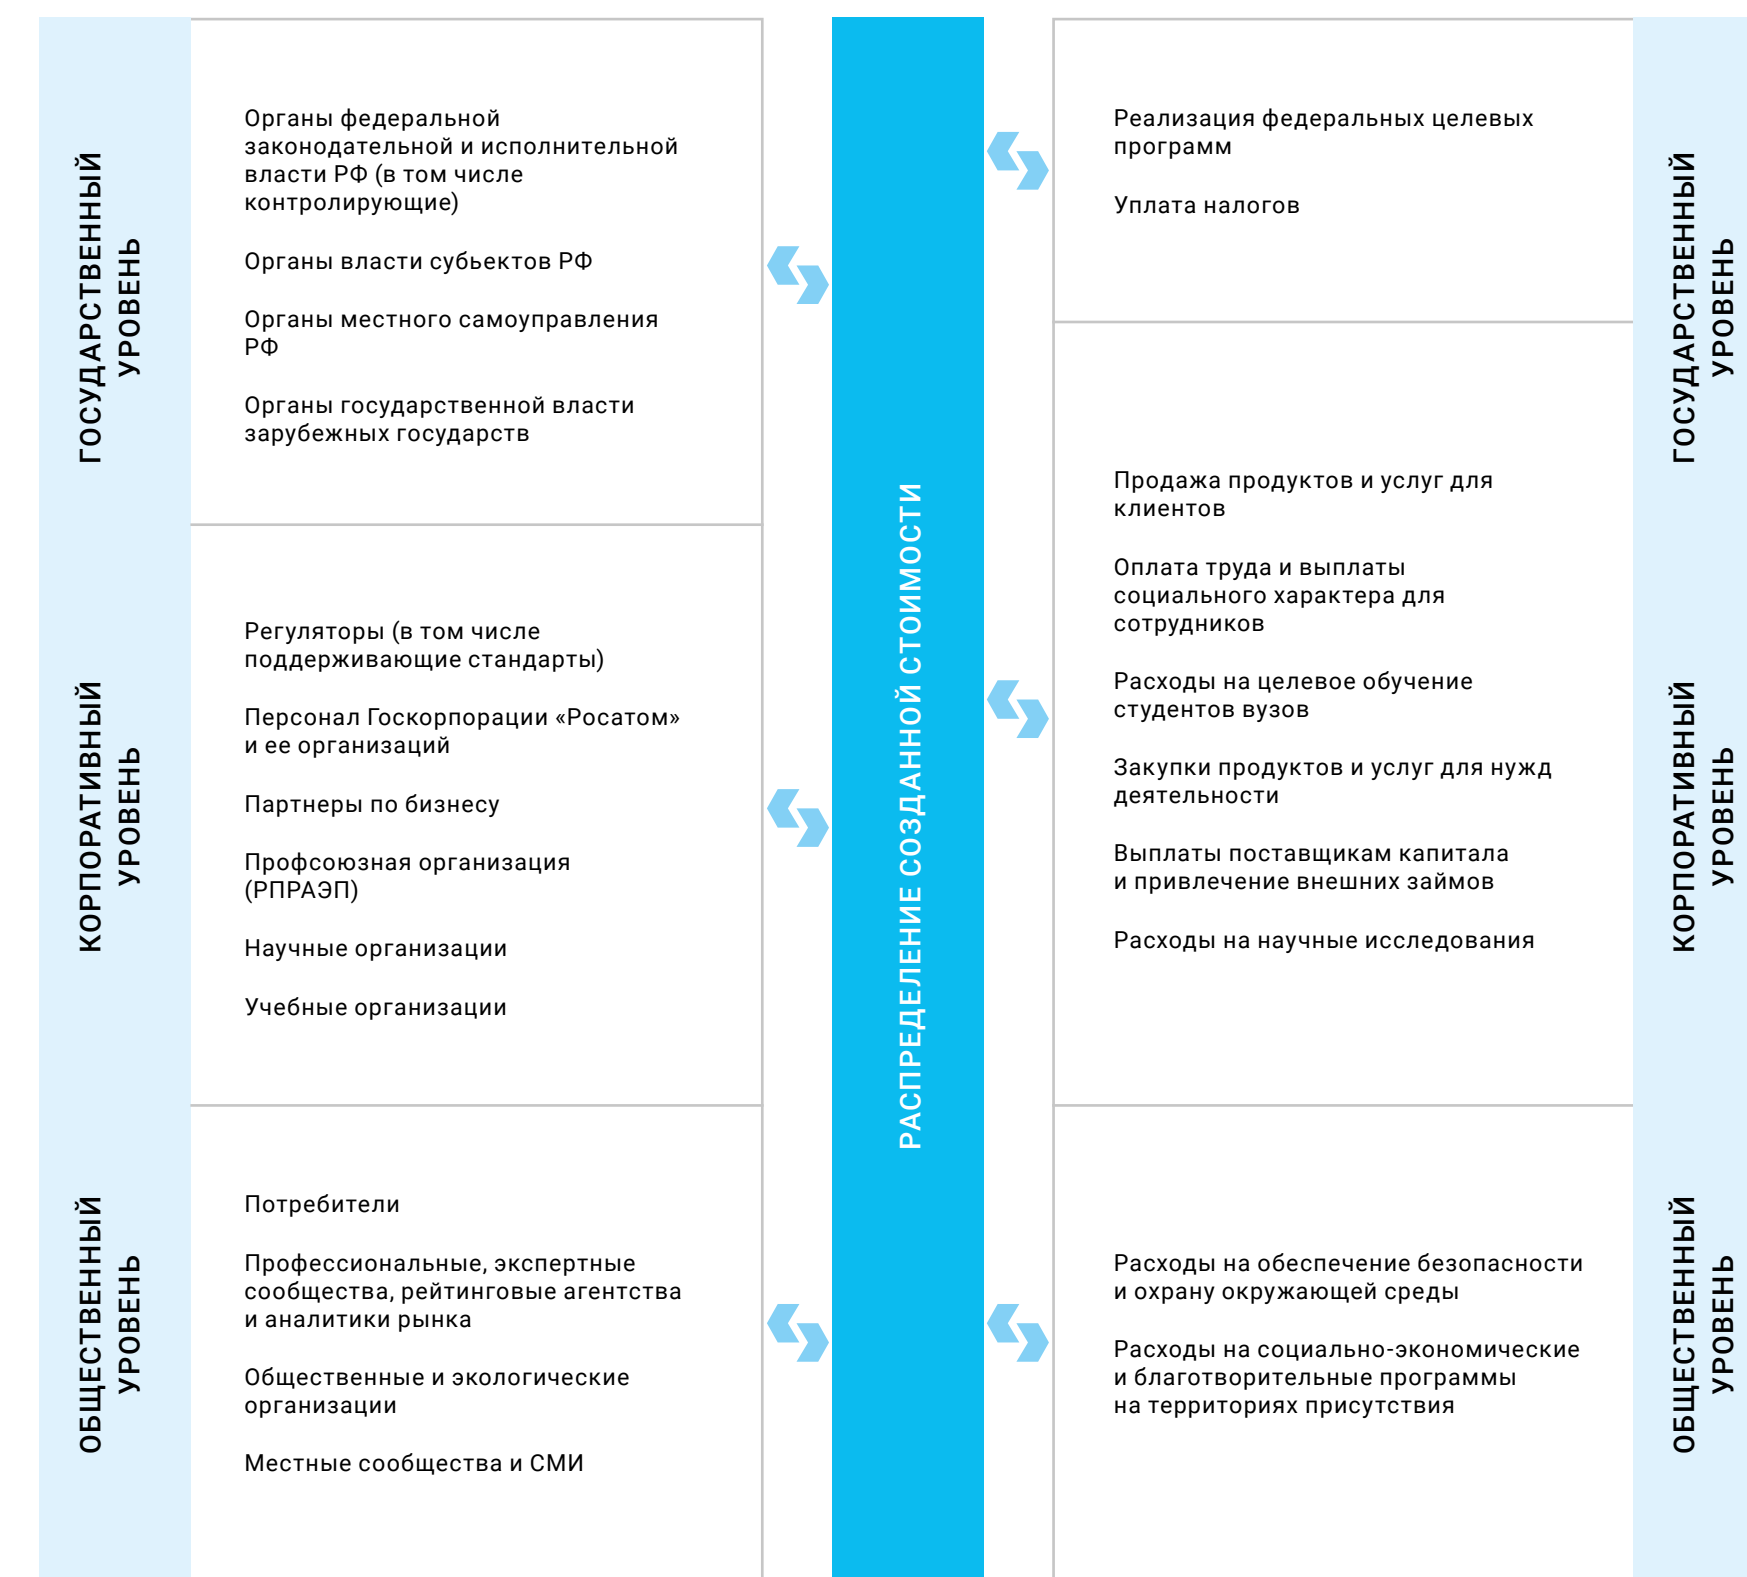 ГОСУДАРСТВЕННЫЙ
УРОВЕНЬ
Органы федеральной
законодательной и исполнительной
власти РФ (в том числе
контролирующие)
Органы власти субьектов РФ
Органы местного самоуправления
РФ
Органы государственной власти
зарубежных государств
КОРПОРАТИВНЫЙ
УРОВЕНЬ
Регуляторы (в том числе
поддерживающие стандарты)
Персонал Госкорпорации «Росатом»
и ее организаций
Партнеры по бизнесу
Профсоюзная организация
(РПРАЭП)
Научные организации
Учебные организации
ОБЩЕСТВЕННЫЙ
УРОВЕНЬ
Потребители
Профессиональные, экспертные
сообщества, рейтинговые агентства
и аналитики рынка
Общественные и экологические
организации
Местные сообщества и СМИ
РАСПРЕДЕЛЕНИЕ СОЗДАННОЙ СТОИМОСТИ
Реализация федеральных целевых
программ
Уплата налогов
ГОСУДАРСТВЕННЫЙ
УРОВЕНЬ
Продажа продуктов и услуг для
клиентов
Оплата труда и выплаты
социального характера для
сотрудников
Расходы на целевое обучение
студентов вузов
Закупки продуктов и услуг для нужд
деятельности
Выплаты поставщикам капитала
и привлечение внешних займов
Расходы на научные исследования
КОРПОРАТИВНЫЙ
УРОВЕНЬ
Расходы на обеспечение безопасности
и охрану окружающей среды
Расходы на социально-экономические
и благотворительные программы
на территориях присутствия
ОБЩЕСТВЕННЫЙ
УРОВЕНЬ